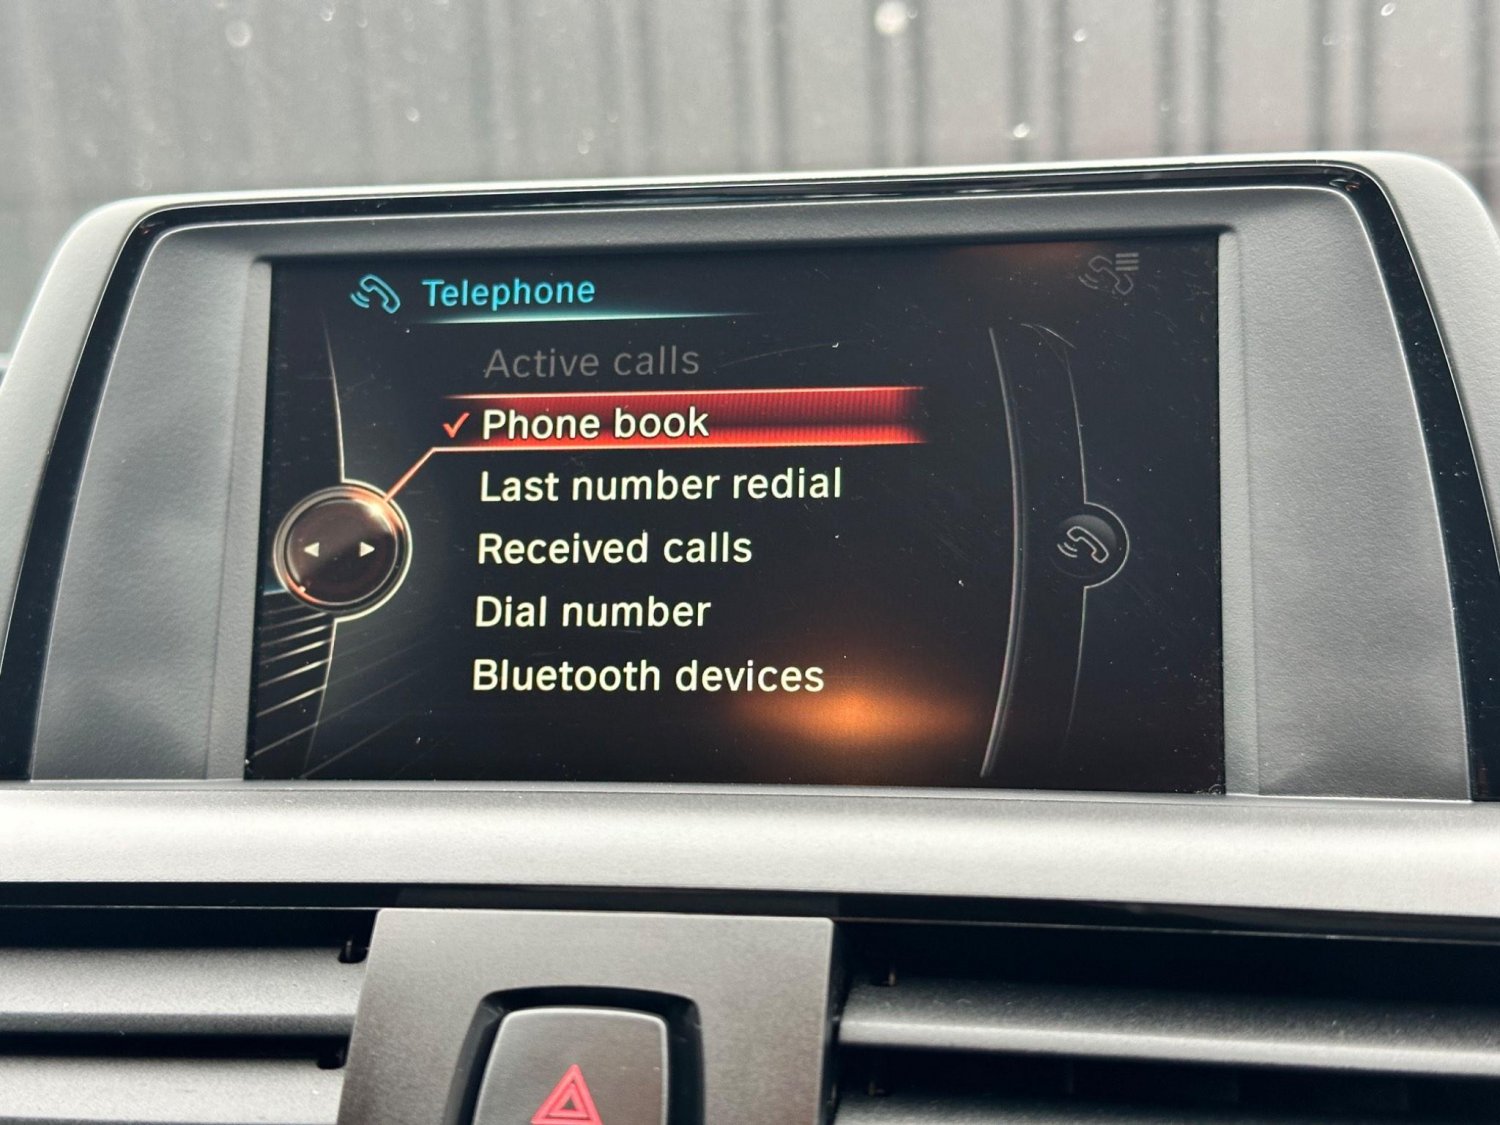 Telephone
Active calls
Phone book
Last number redial
Received calls
Dial number
Bluetooth devices